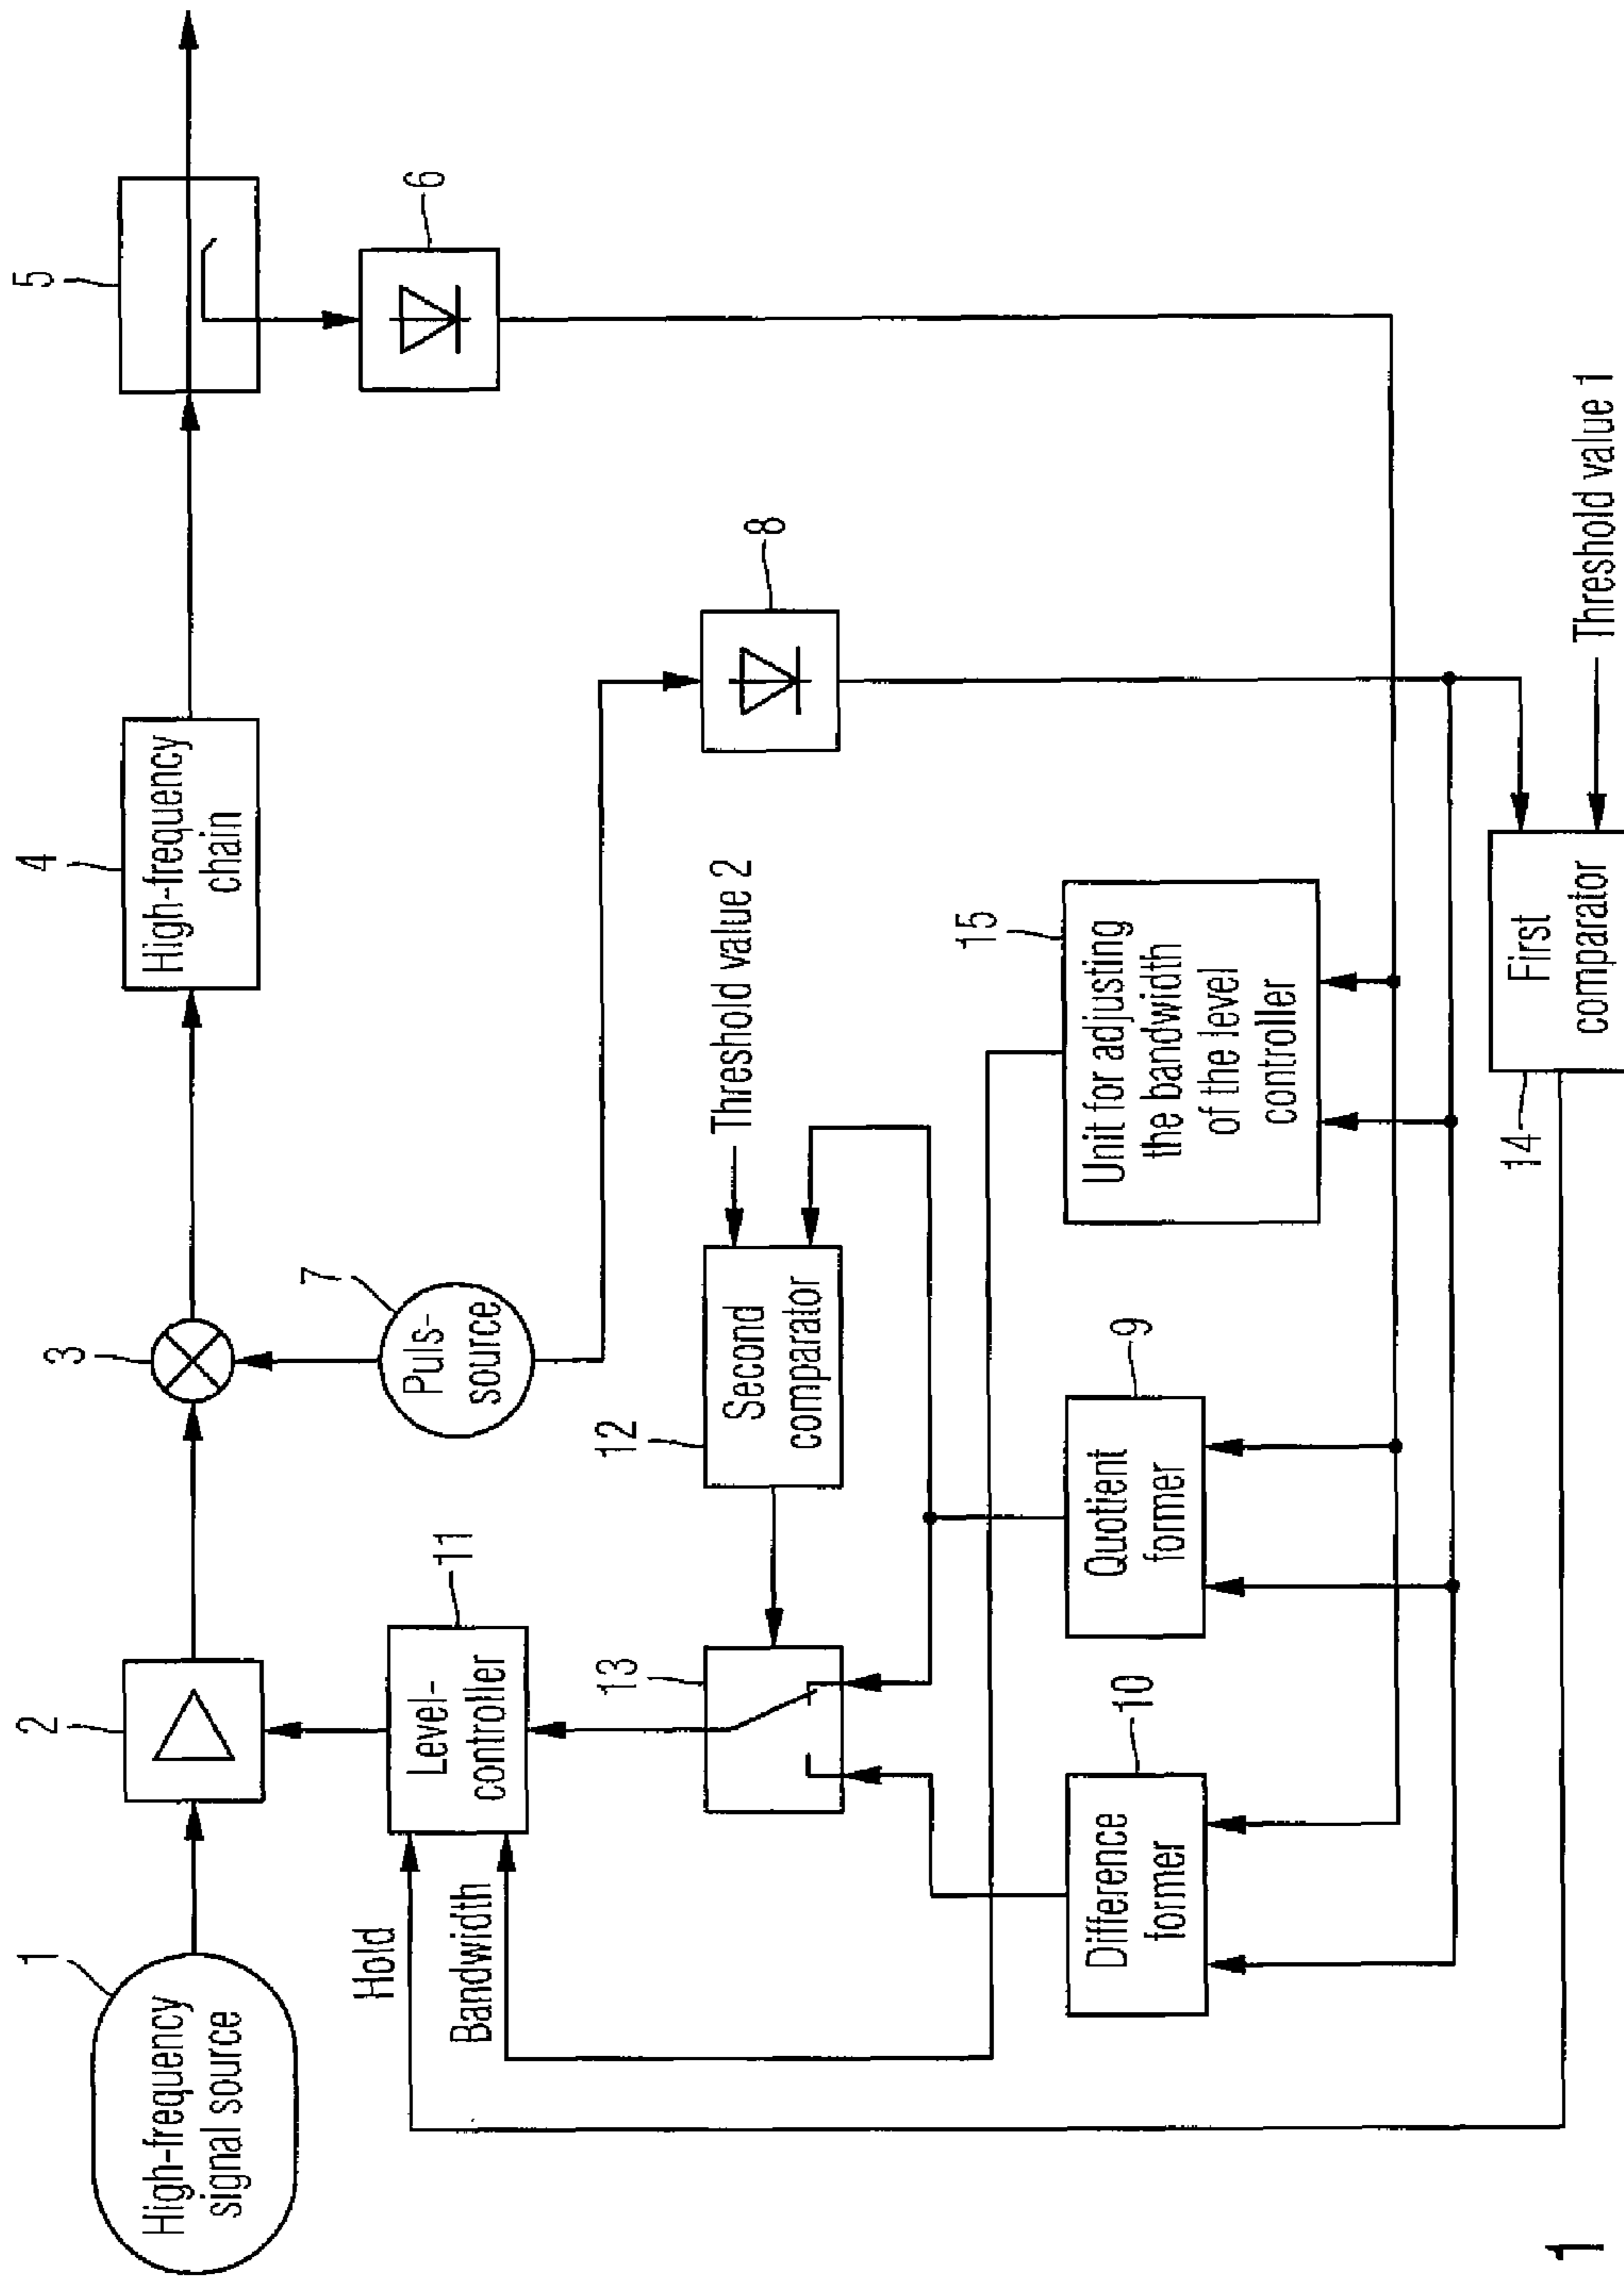 1
High-frequency
signal source
2
3
4
High-frequency
chain
5
6
Hold
Bandwidth
11
Level-
controller
7
Puls-
source
8
13
12
Second
comparator
Threshold value 2
10
Difference
former
9
Quotient
former
15
Unit for adjusting
the bandwidth
of the level
controller
14
First
comparator
Threshold value 1
1